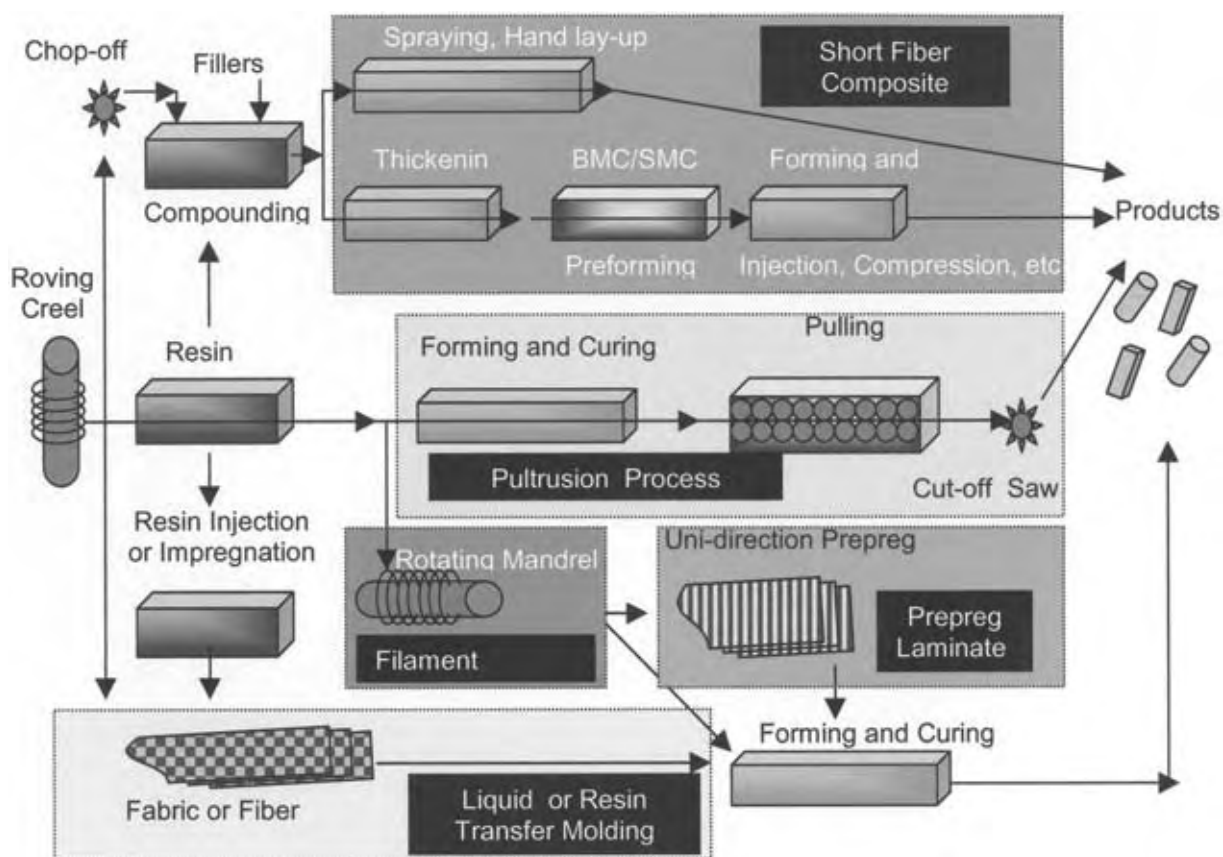 Chop-off
Fillers
Compounding
Spraying, Hand lay-up
Short Fiber
Composite
Thickenin
BMC/SMC
Forming and
Preforming
Injection, Compression, etc
Products
Roving
Creel
Resin
Forming and Curing
Pulling
Pultrusion Process
Cut-off Saw
Resin Injection
or Impregnation
Rotating Mandrel
Filament
Uni-direction Prepreg
Prepreg
Laminate
Forming and Curing
Fabric or Fiber
Liquid or Resin
Transfer Molding